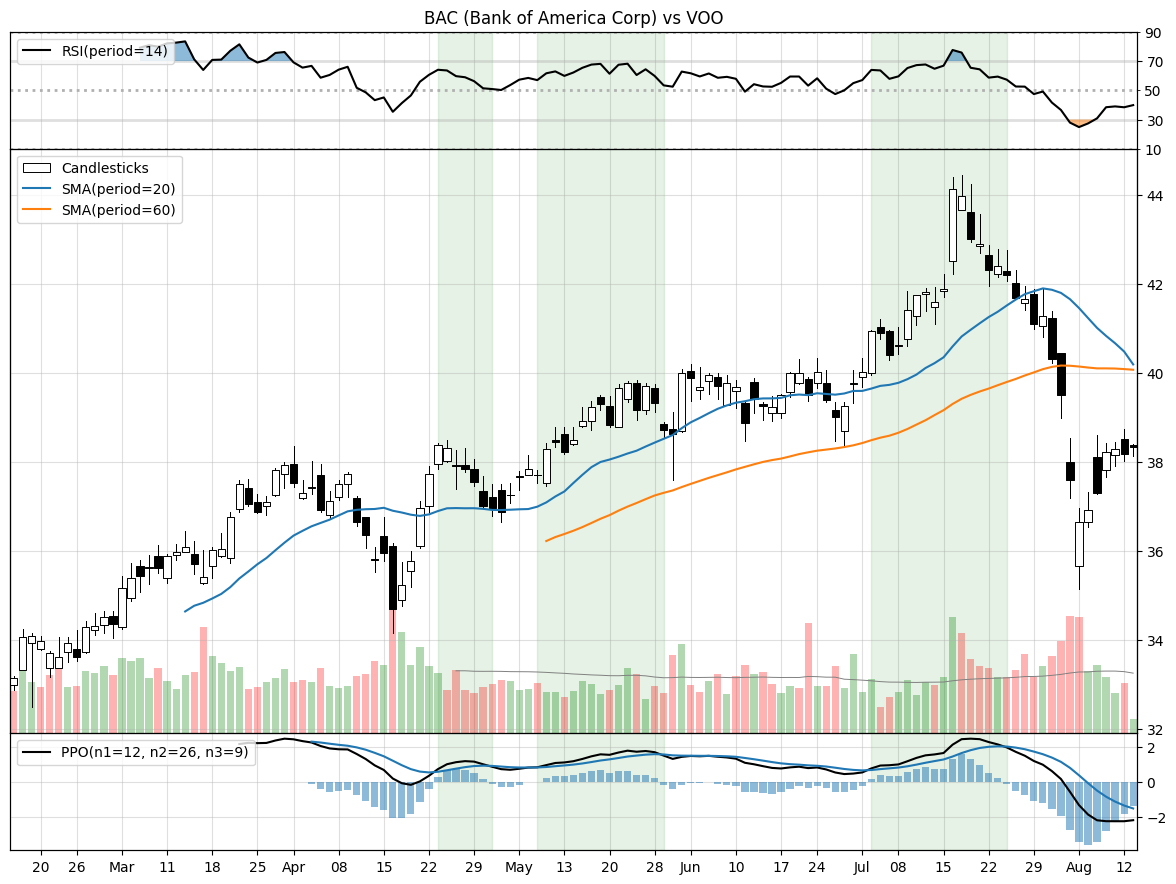 BAC (Bank of America Corp) vs VOO
RSI(period=14)
90
70
50
30
10
Candlesticks
SMA(period=20)
SMA(period=60)
44
42
40
38
36
34
32
PPO(n1=12, n2=26, n3=9)
2
0
−2
20 26 Mar 11 18 25 Apr 08 15 22 29 May 13 20 28 Jun 10 17 24 Jul 08 15 22 29 Aug 12